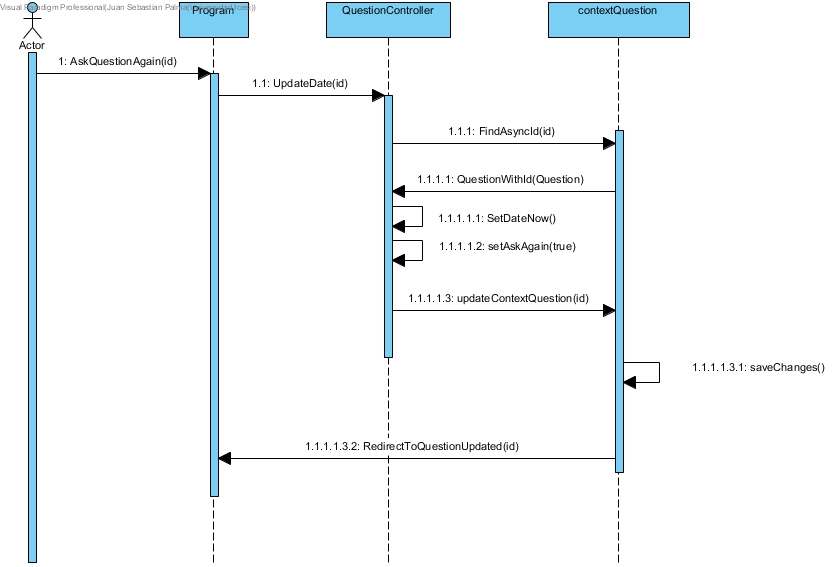 Visual Paradigm Professional(Juan Sebastian Palma
Program
QuestionController
contextQuestion
Actor
1: AskQuestionAgain(id)
1.1: UpdateDate(id)
1.1.1: FindAsyncId(id)
1.1.1.1: QuestionWithId(Question)
1.1.1.1.1: SetDateNow()
1.1.1.1.2: setAskAgain(true)
1.1.1.1.3: updateContextQuestion(id)
1.1.1.1.3.1: saveChanges()
1.1.1.1.3.2: RedirectToQuestionUpdated(id)